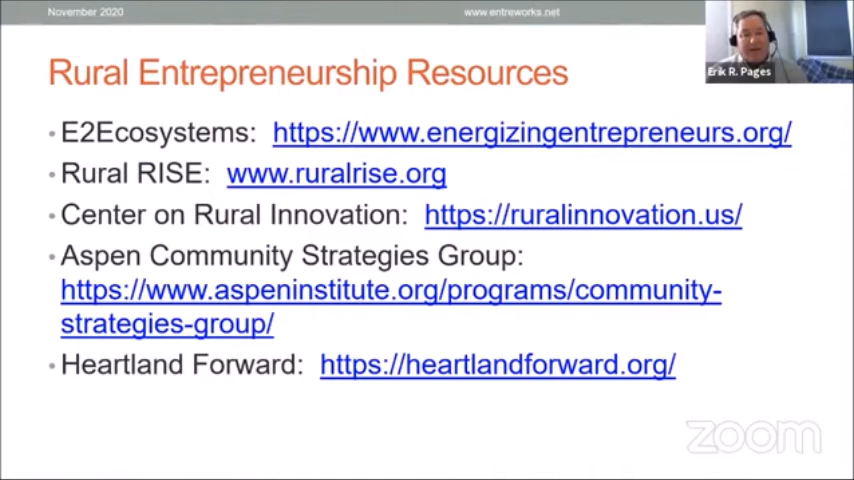 November 2020
www.entreworks.net
Erik R. Pages
Rural Entrepreneurship Resources
• E2Ecosystems: https://www.energizingentrepreneurs.org/
• Rural RISE: www.ruralrise.org
• Center on Rural Innovation: https://ruralinnovation.us/
• Aspen Community Strategies Group:
https://www.aspeninstitute.org/programs/community-
strategies-group/
• Heartland Forward: https://heartlandforward.org/
zoom